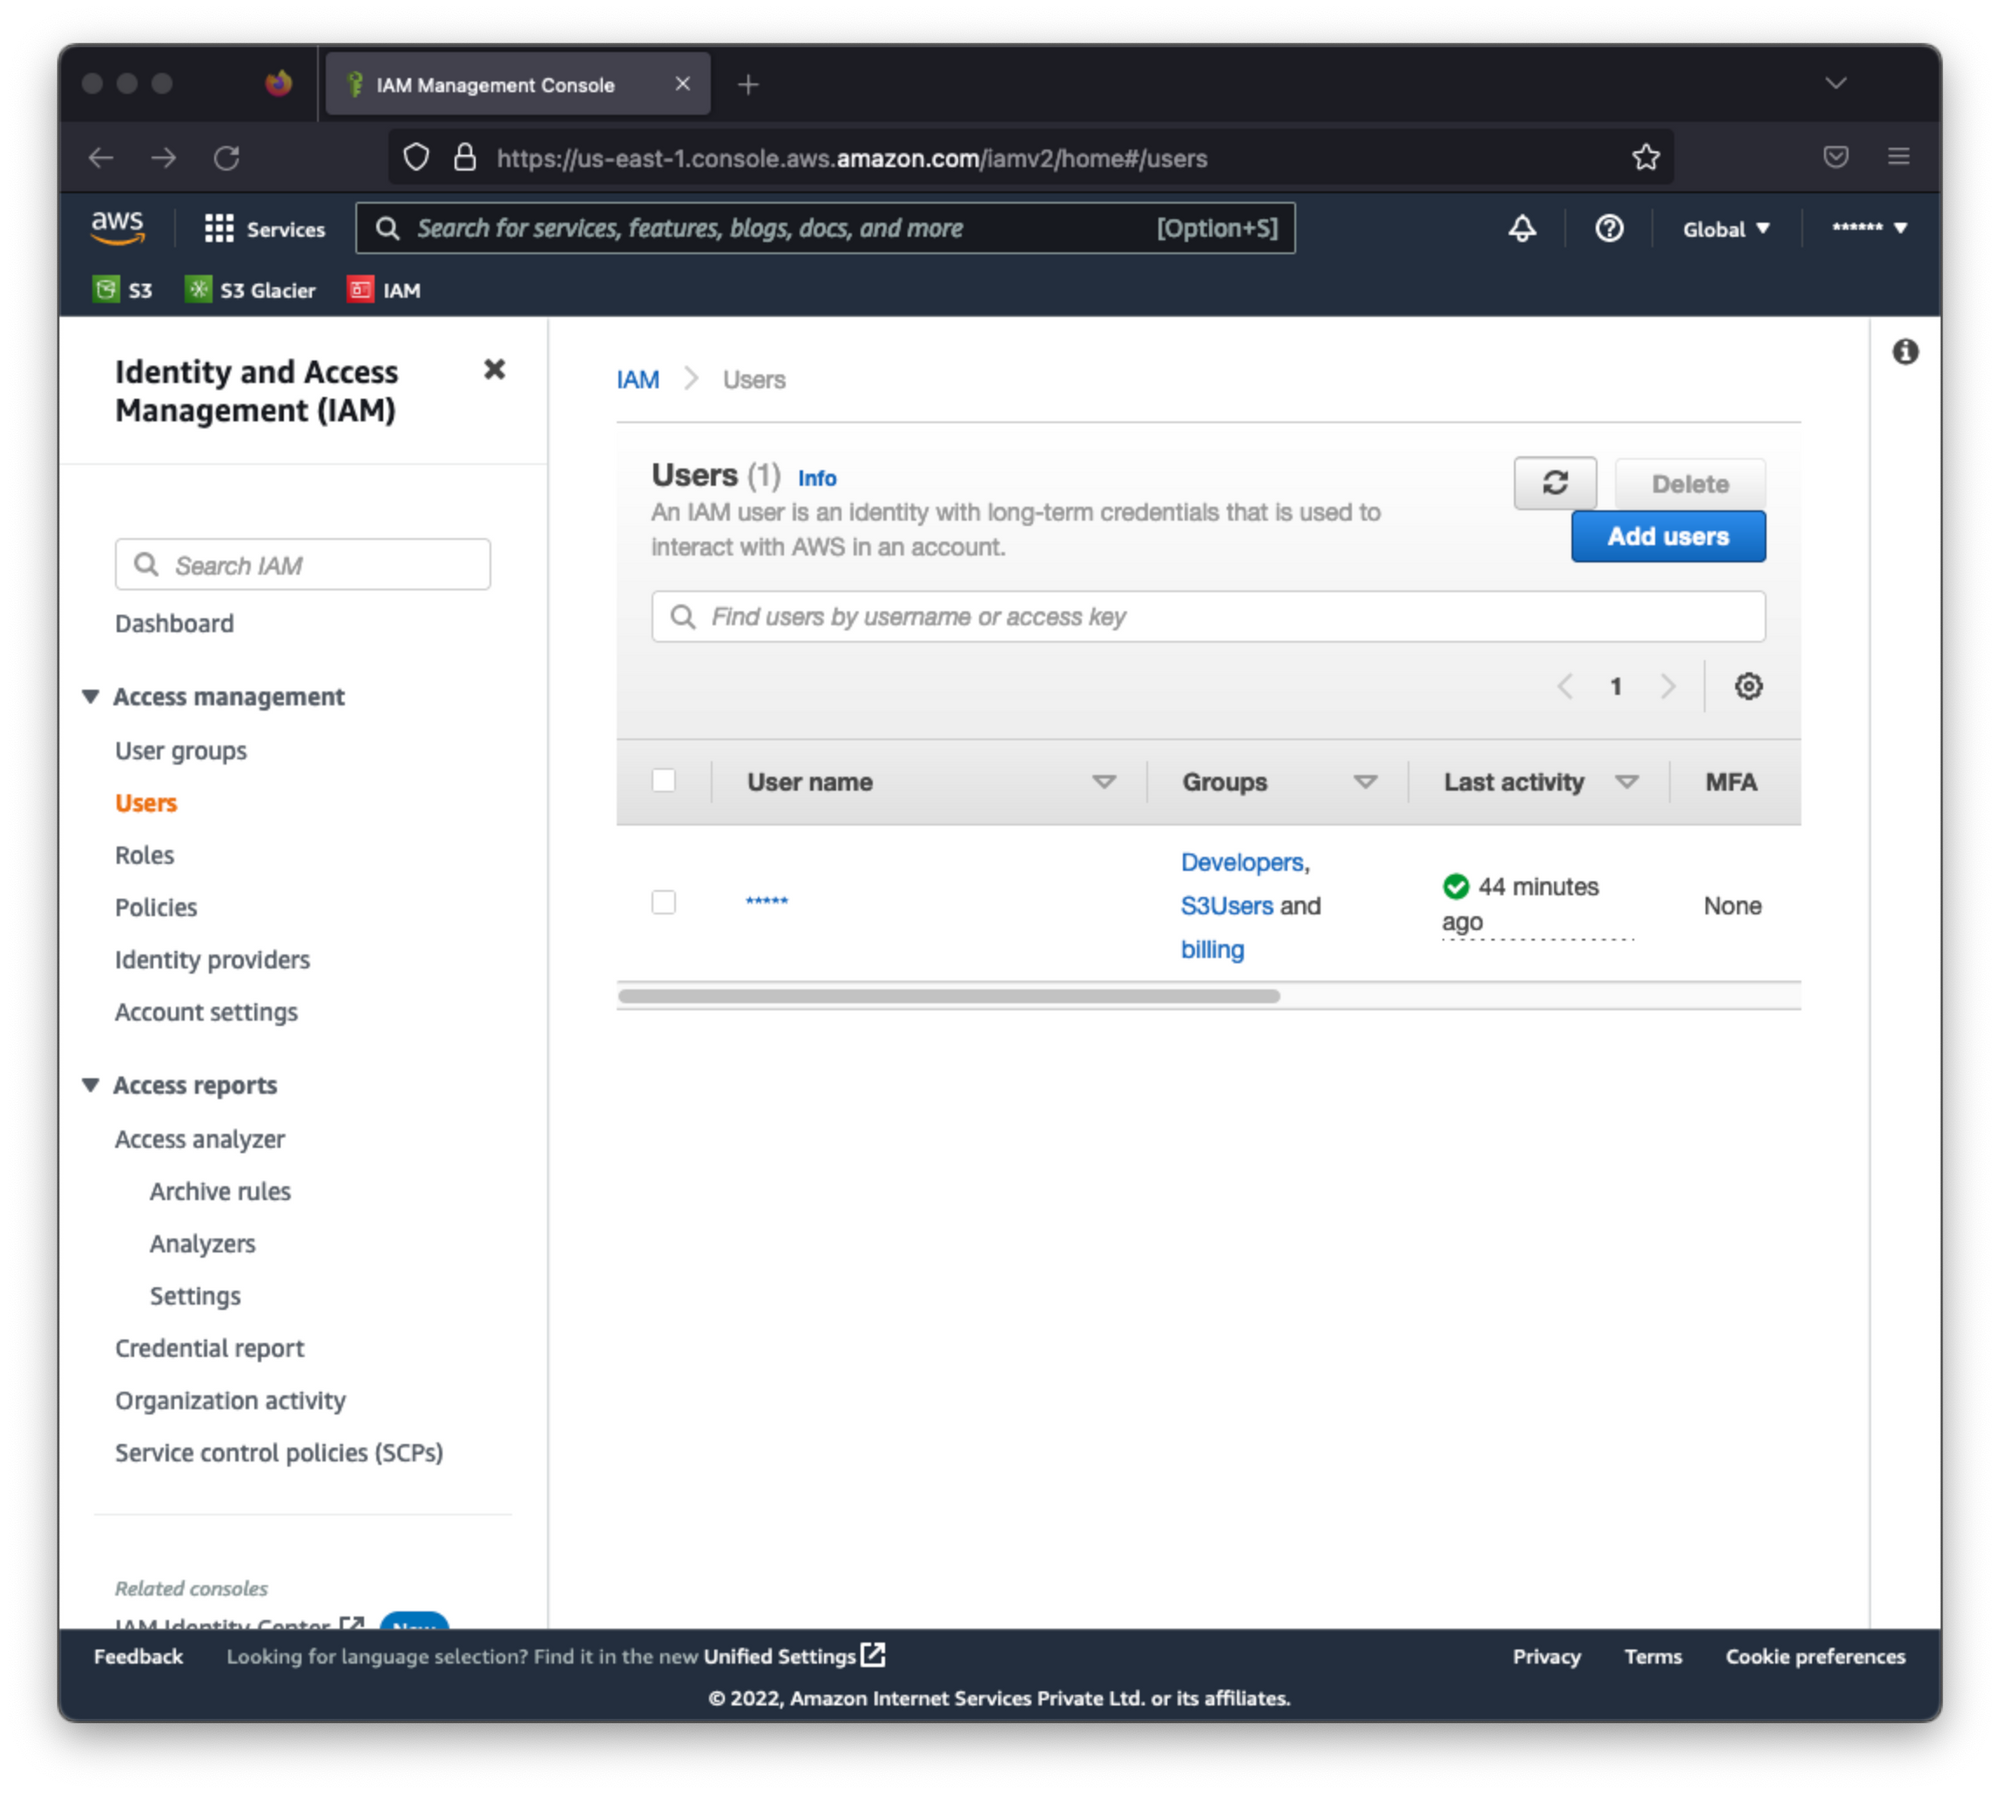 IAM Management Console
https://us-east-1.console.aws.amazon.com/iamv2/home#/users
aws
Services
Search for services, features, blogs, docs, and more
[Option+S]
Global
******
S3
S3 Glacier
IAM
Identity and Access
Management (IAM)
Search IAM
Dashboard
Access management
User groups
Users
Roles
Policies
Identity providers
Account settings
Access reports
Access analyzer
Archive rules
Analyzers
Settings
Credential report
Organization activity
Service control policies (SCPs)
Related consoles
IAM Identity Center
New
IAM
Users
Users (1) Info
An IAM user is an identity with long-term credentials that is used to
interact with AWS in an account.
Delete
Add users
Find users by username or access key
1
User name
Groups
Last activity
MFA
*****
Developers,
S3Users and
billing
44 minutes
ago
None
Feedback
Looking for language selection? Find it in the new Unified Settings
Privacy
Terms
Cookie preferences
© 2022, Amazon Internet Services Private Ltd. or its affiliates.